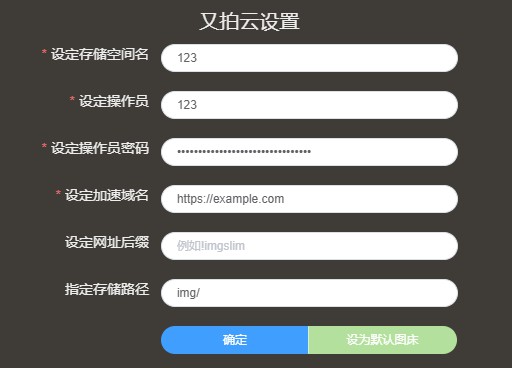 又拍云设置
* 设定存储空间名 123
* 设定操作员 123
* 设定操作员密码 ••••••••••••••••••••••••••••••••
* 设定加速域名 https://example.com
设定网址后缀 例如!imgslim
指定存储路径 img/
确定 设为默认图床